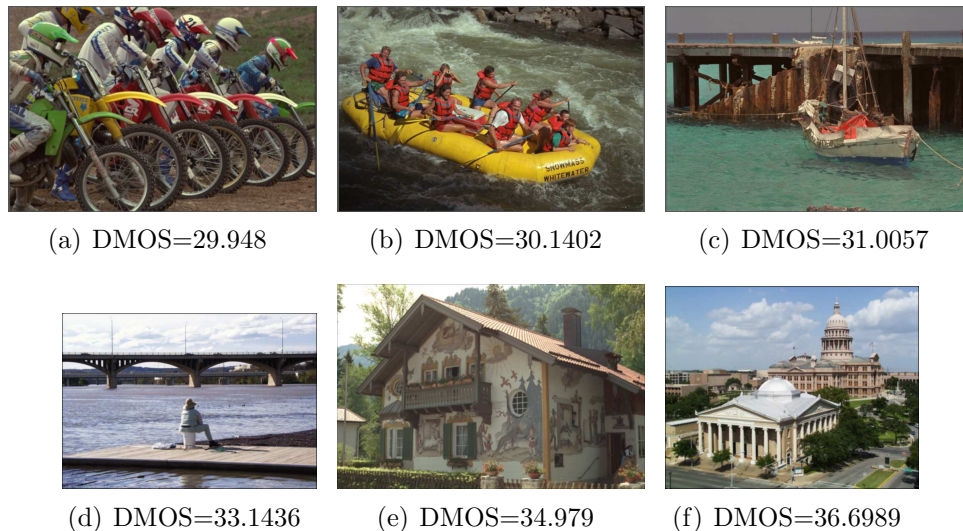 SNOWMASS
WHITEWATER
(a) DMOS=29.948
(b) DMOS=30.1402
(c) DMOS=31.0057
(d) DMOS=33.1436
(e) DMOS=34.979
(f) DMOS=36.6989